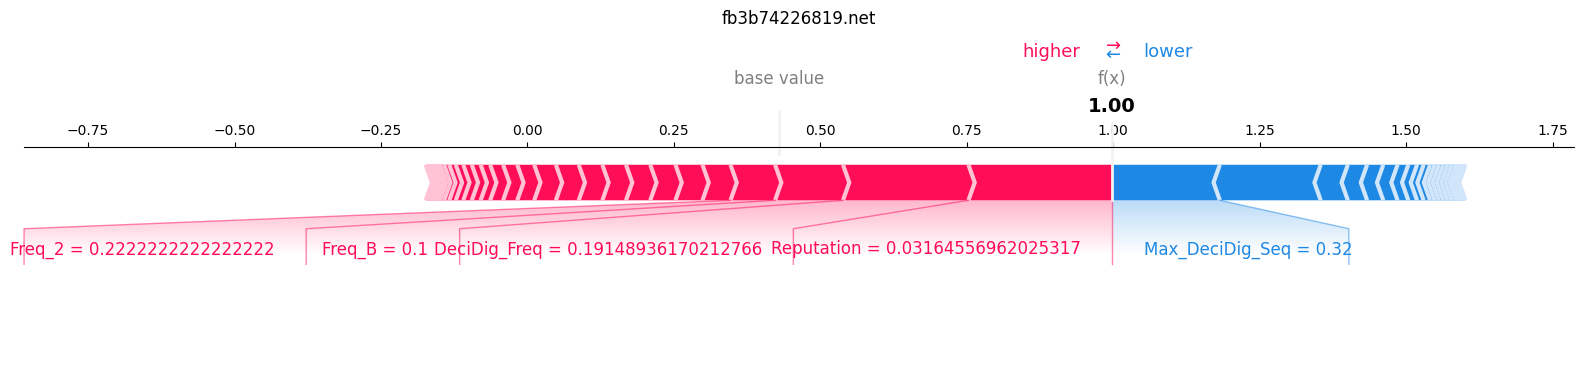 fb3b74226819.net
higher ⇄ lower
base value f(x)
1.00
−0.75 −0.50 −0.25 0.00 0.25 0.50 0.75 1.00 1.25 1.50 1.75
Freq_2 = 0.2222222222222222 Freq_B = 0.1 DeciDig_Freq = 0.19148936170212766 Reputation = 0.03164556962025317 Max_DeciDig_Seq = 0.32